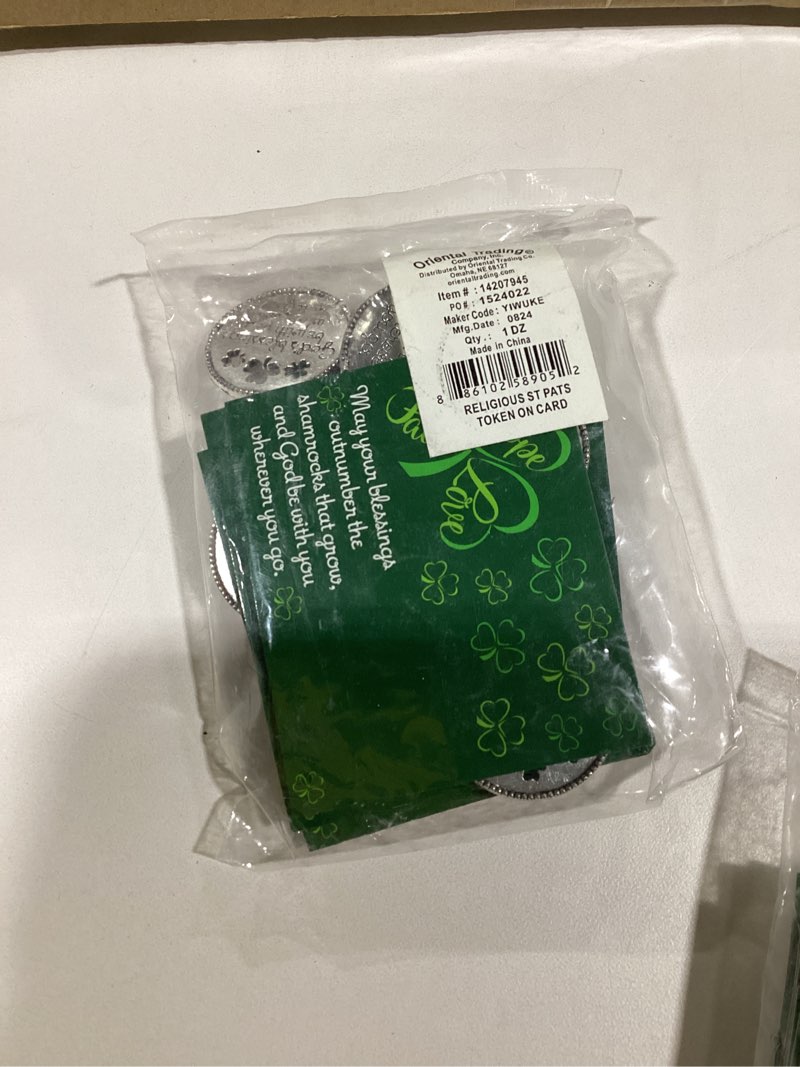 Oriental Trading®
Company, Inc.
Distributed by Oriental Trading Co.
Omaha, NE 68127
orientaltrading.com
Item # : 14207945
PO # : 1524022
Maker Code : YIWUKE
Mfg.Date : 0824
Qty .: 1 DZ
Made in China
8 86102 58905 2
RELIGIOUS ST PATS
TOKEN ON CARD
Love
May your blessings
outnumber the
shamrocks that grow,
and God be with you
wherever you go.